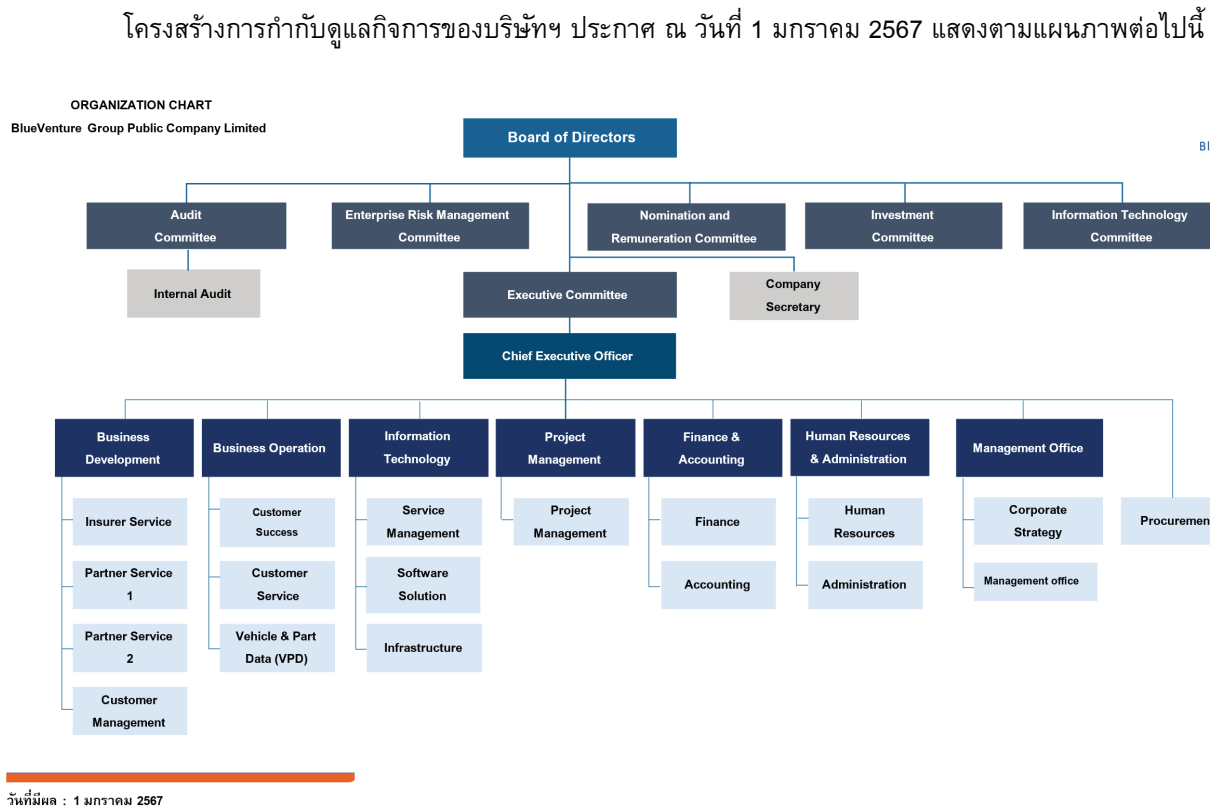 โครงสร้างการกำกับดูแลกิจการของบริษัทฯ ประกาศ ณ วันที่ 1 มกราคม 2567 แสดงตามแผนภาพต่อไปนี้
ORGANIZATION CHART
BlueVenture Group Public Company Limited
Bl
Board of Directors
Audit
Committee
Enterprise Risk Management
Committee
Nomination and
Remuneration Committee
Investment
Committee
Information Technology
Committee
Internal Audit
Executive Committee
Company
Secretary
Chief Executive Officer
Business
Development
Business Operation
Information
Technology
Project
Management
Finance &
Accounting
Human Resources
& Administration
Management Office
Insurer Service
Customer
Success
Service
Management
Project
Management
Finance
Human
Resources
Corporate
Strategy
Procuremen
Partner Service
1
Customer
Service
Software
Solution
Accounting
Administration
Management office
Partner Service
2
Vehicle & Part
Data (VPD)
Infrastructure
Customer
Management
วันที่มีผล : 1 มกราคม 2567